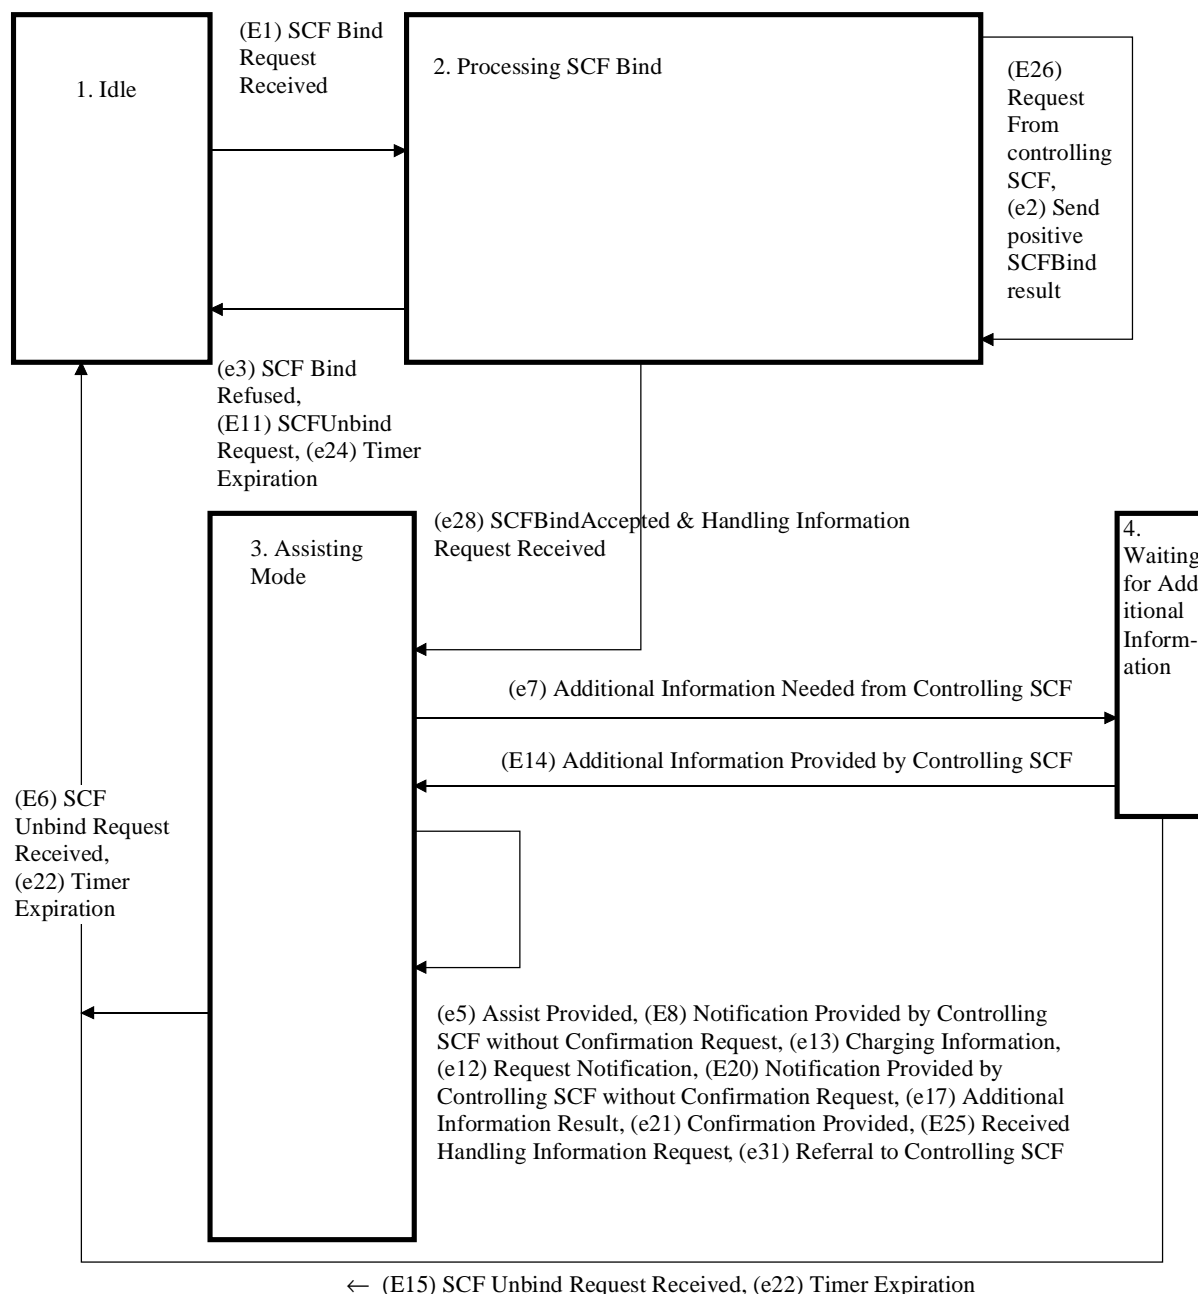 1. Idle
(E1) SCF Bind
Request
Received
2. Processing SCF Bind
(E26)
Request
From
controlling
SCF,
(e2) Send
positive
SCFBind
result
(e3) SCF Bind
Refused,
(E11) SCFUnbind
Request, (e24) Timer
Expiration
(e28) SCFBindAccepted & Handling Information
Request Received
3. Assisting
Mode
4.
Waiting
for Add
itional
Inform-
ation
(e7) Additional Information Needed from Controlling SCF
(E14) Additional Information Provided by Controlling SCF
(E6) SCF
Unbind Request
Received,
(e22) Timer
Expiration
(e5) Assist Provided, (E8) Notification Provided by Controlling
SCF without Confirmation Request, (e13) Charging Information,
(e12) Request Notification, (E20) Notification Provided by
Controlling SCF without Confirmation Request, (e17) Additional
Information Result, (e21) Confirmation Provided, (E25) Received
Handling Information Request, (e31) Referral to Controlling SCF
← (E15) SCF Unbind Request Received, (e22) Timer Expiration